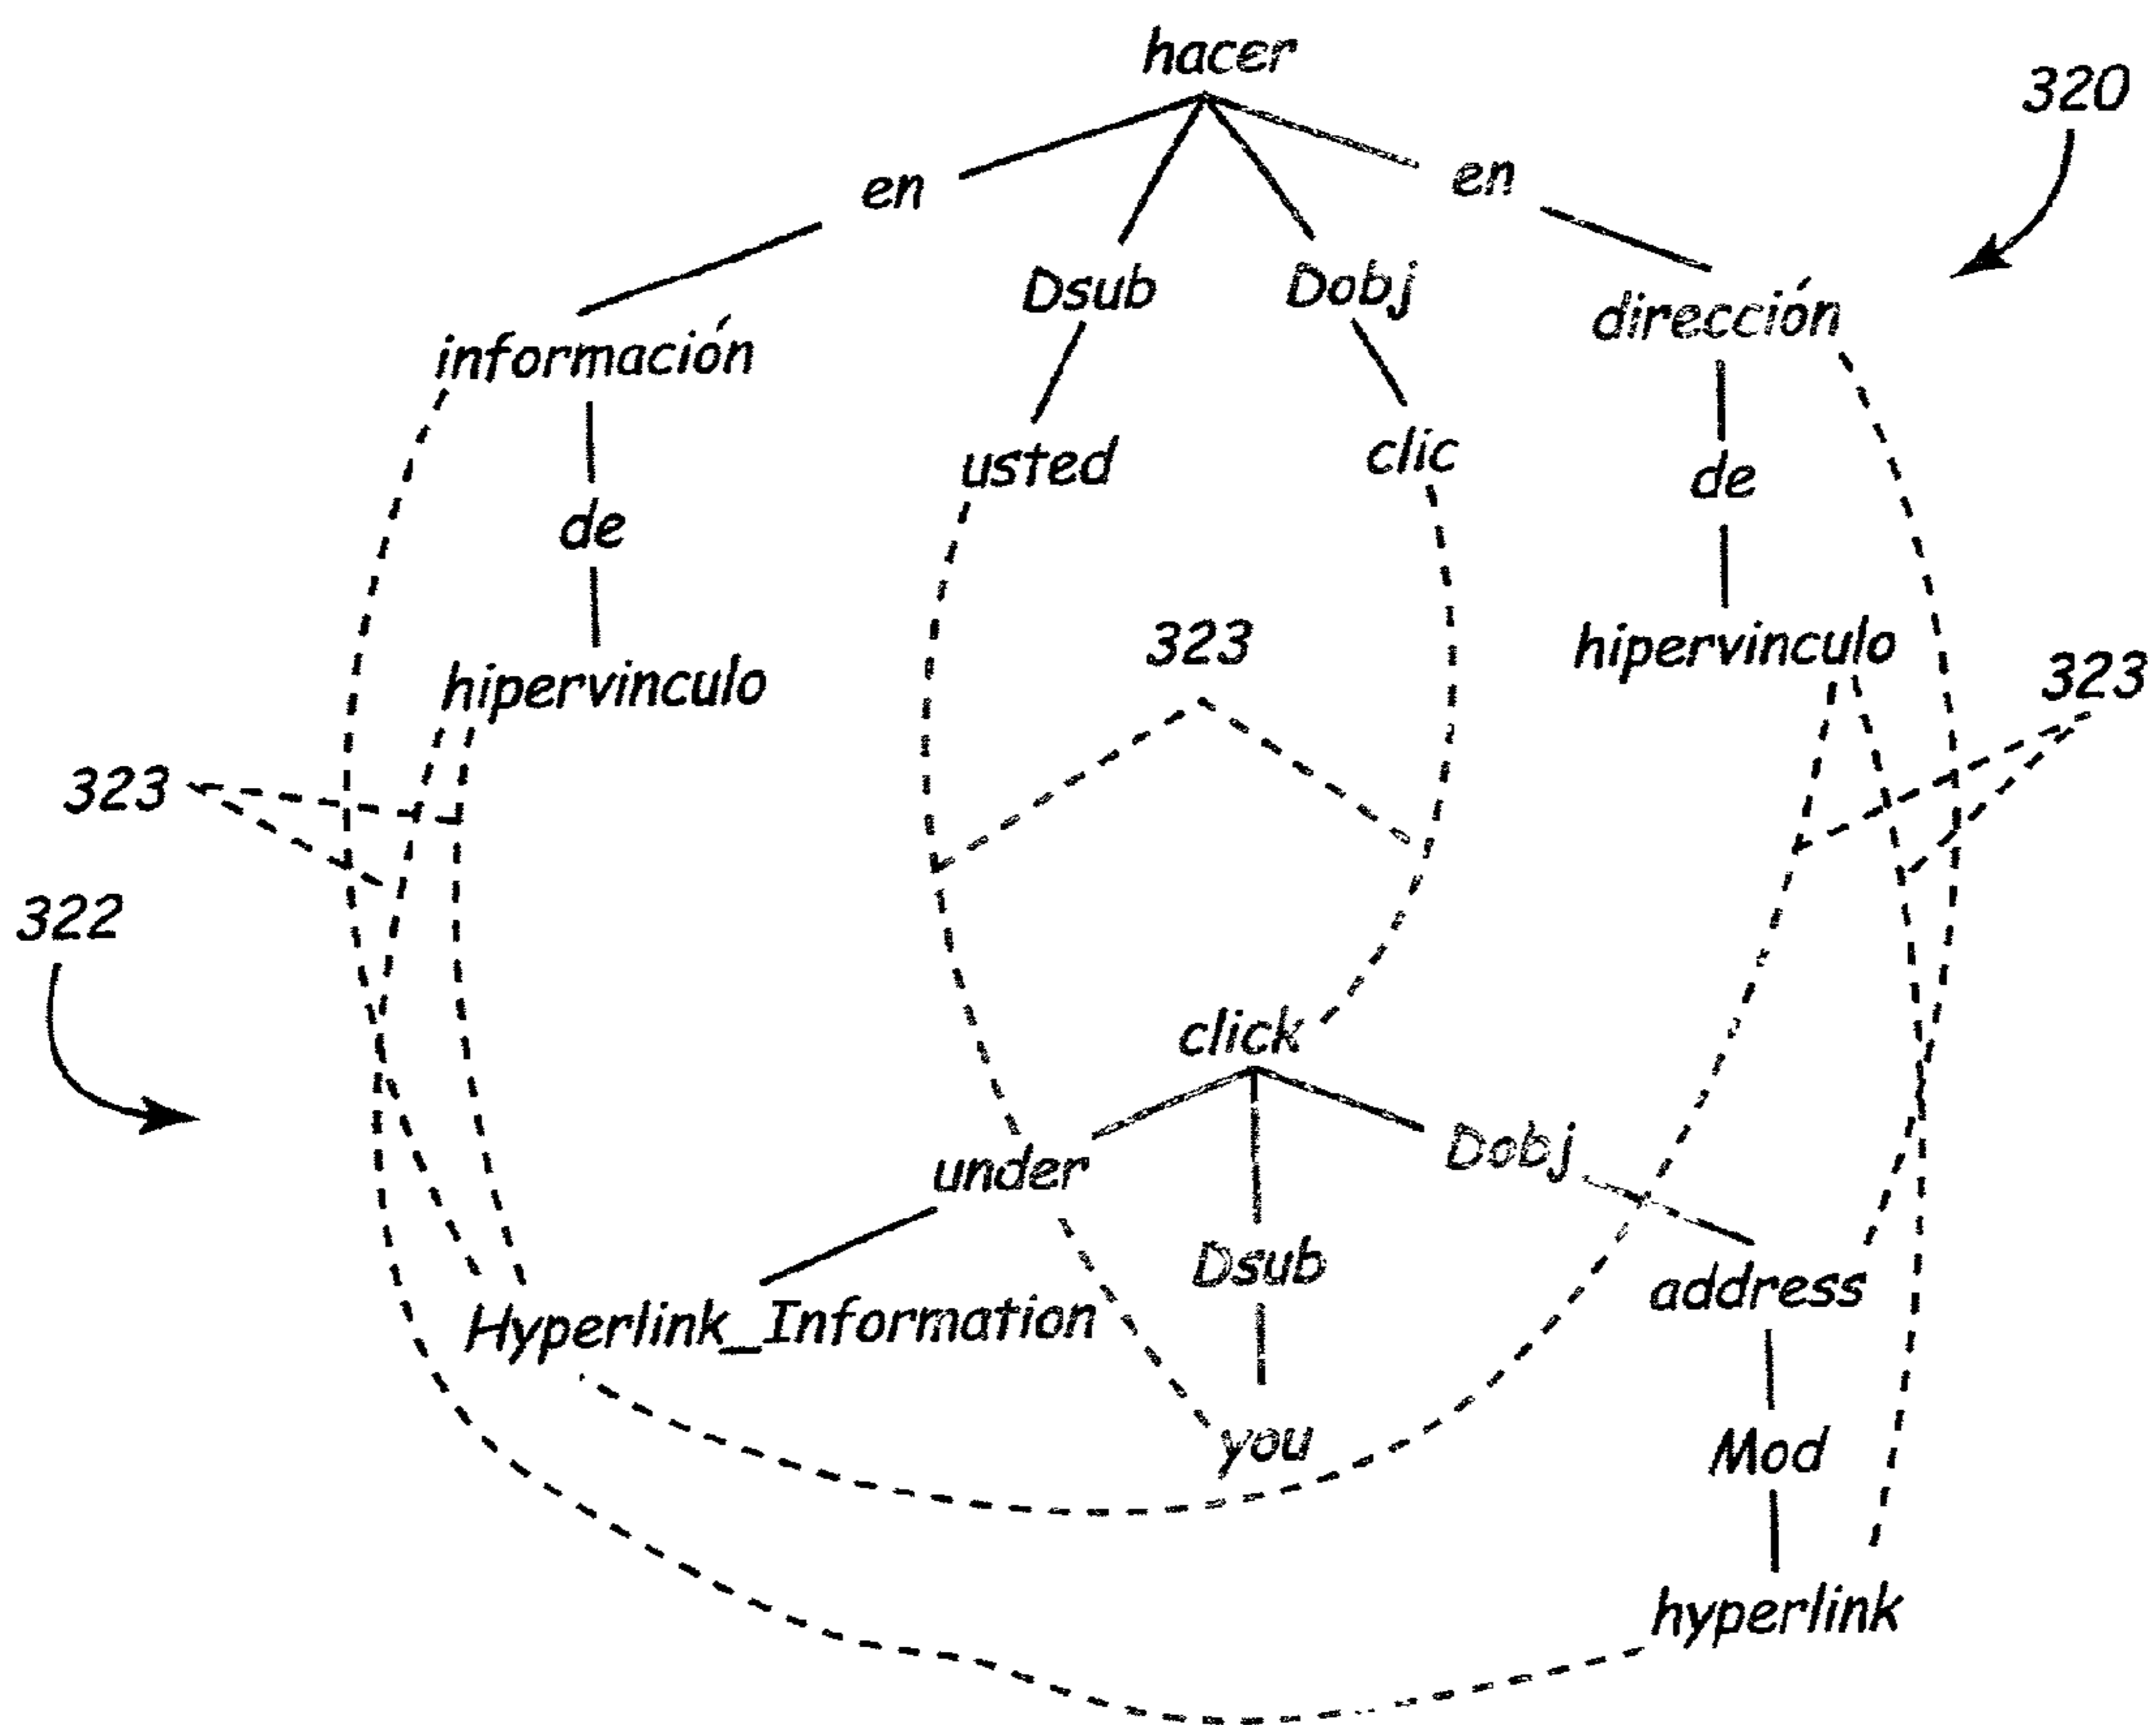 hacer
320
en
en
Dsub
Dobj
dirección
información
usted
clic
de
de
323
hipervinculo
hipervinculo
323
323
322
click
under
Dobj
Dsub
address
Hyperlink_Information
you
Mod
hyperlink